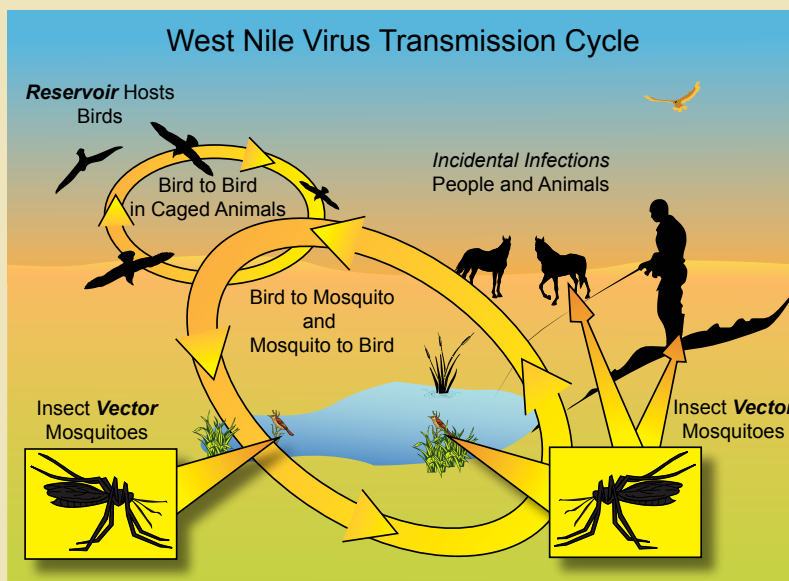 West Nile Virus Transmission Cycle
Reservoir Hosts
Birds
Bird to Bird
in Caged Animals
Incidental Infections
People and Animals
Bird to Mosquito
and
Mosquito to Bird
Insect Vector
Mosquitoes
Insect Vector
Mosquitoes